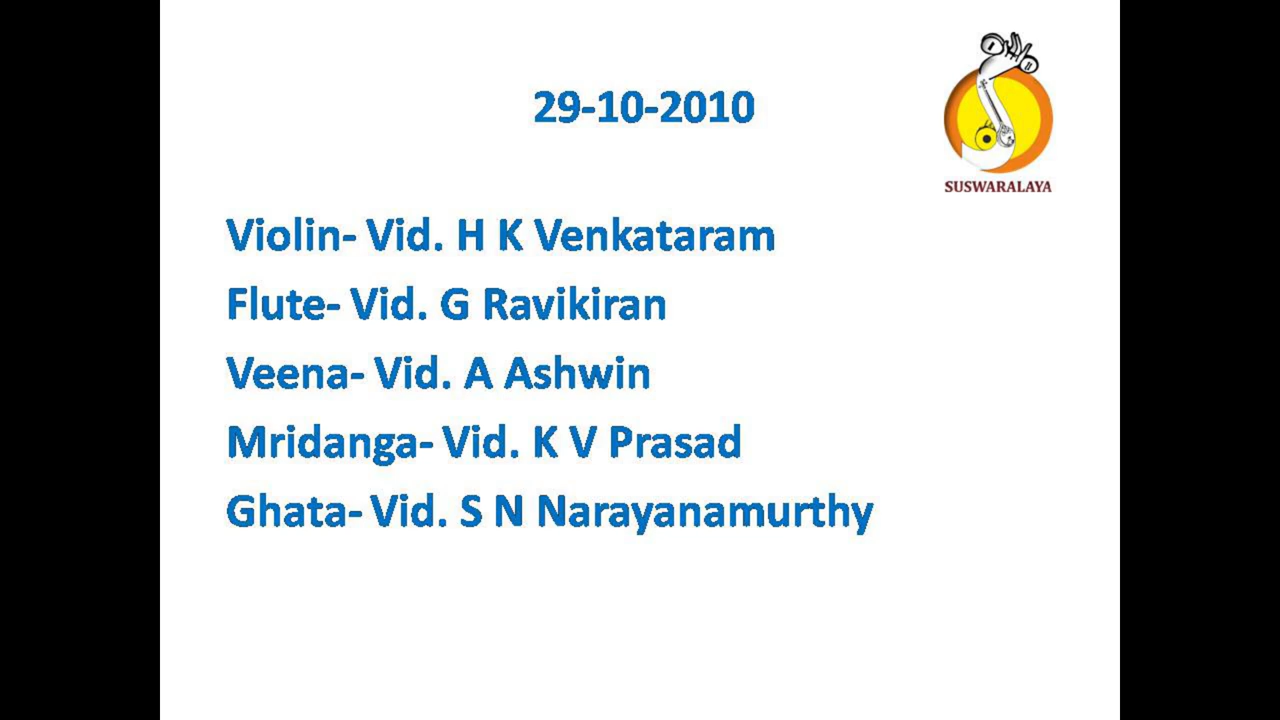 29-10-2010
SUSWARALAYA
Violin- Vid. H K Venkataram
Flute- Vid. G Ravikiran
Veena- Vid. A Ashwin
Mridanga- Vid. K V Prasad
Ghata- Vid. S N Narayanamurthy